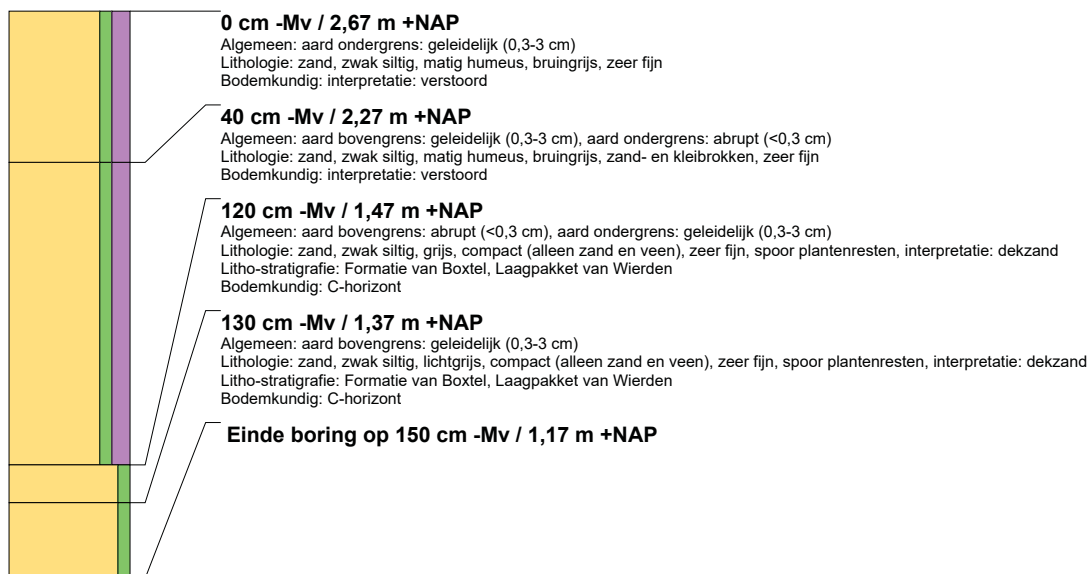 0 cm -Mv / 2,67 m +NAP
Algemeen: aard ondergrens: geleidelijk (0,3-3 cm)
Lithologie: zand, zwak siltig, matig humeus, bruingrijs, zeer fijn
Bodemkundig: interpretatie: verstoord
40 cm -Mv / 2,27 m +NAP
Algemeen: aard bovengrens: geleidelijk (0,3-3 cm), aard ondergrens: abrupt (<0,3 cm)
Lithologie: zand, zwak siltig, matig humeus, bruingrijs, zand- en kleibrokken, zeer fijn
Bodemkundig: interpretatie: verstoord
120 cm -Mv / 1,47 m +NAP
Algemeen: aard bovengrens: abrupt (<0,3 cm), aard ondergrens: geleidelijk (0,3-3 cm)
Lithologie: zand, zwak siltig, grijs, compact (alleen zand en veen), zeer fijn, spoor plantenresten, interpretatie: dekzand
Litho-stratigrafie: Formatie van Boxtel, Laagpakket van Wierden
Bodemkundig: C-horizont
130 cm -Mv / 1,37 m +NAP
Algemeen: aard bovengrens: geleidelijk (0,3-3 cm)
Lithologie: zand, zwak siltig, lichtgrijs, compact (alleen zand en veen), zeer fijn, spoor plantenresten, interpretatie: dekzand
Litho-stratigrafie: Formatie van Boxtel, Laagpakket van Wierden
Bodemkundig: C-horizont
Einde boring op 150 cm -Mv / 1,17 m +NAP